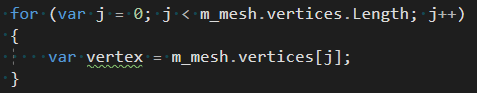 for (var j = 0; j < m_mesh.vertices.Length; j++)
{
    var vertex = m_mesh.vertices[j];
}